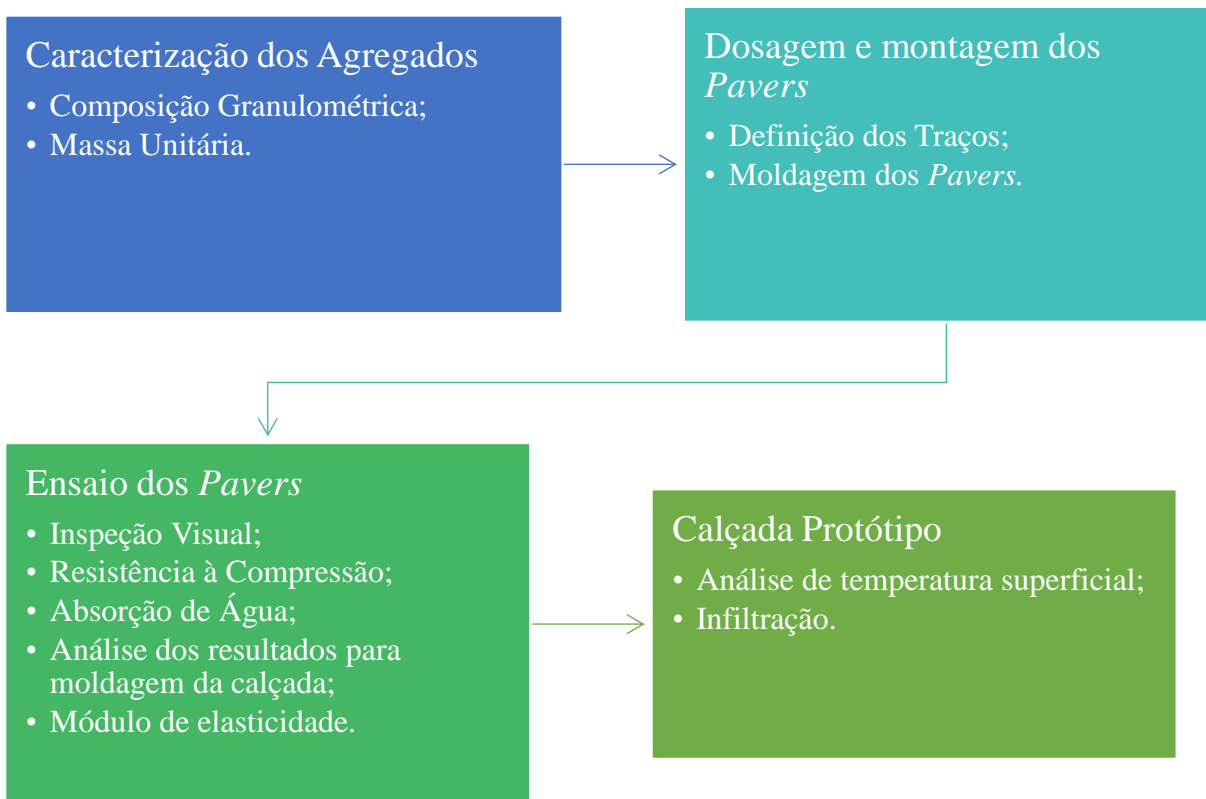 Caracterização dos Agregados
• Composição Granulométrica;
• Massa Unitária.
Dosagem e montagem dos
Pavers
• Definição dos Traços;
• Moldagem dos Pavers.
Ensaio dos Pavers
• Inspeção Visual;
• Resistência à Compressão;
• Absorção de Água;
• Análise dos resultados para
moldagem da calçada;
• Módulo de elasticidade.
Calçada Protótipo
• Análise de temperatura superficial;
• Infiltração.